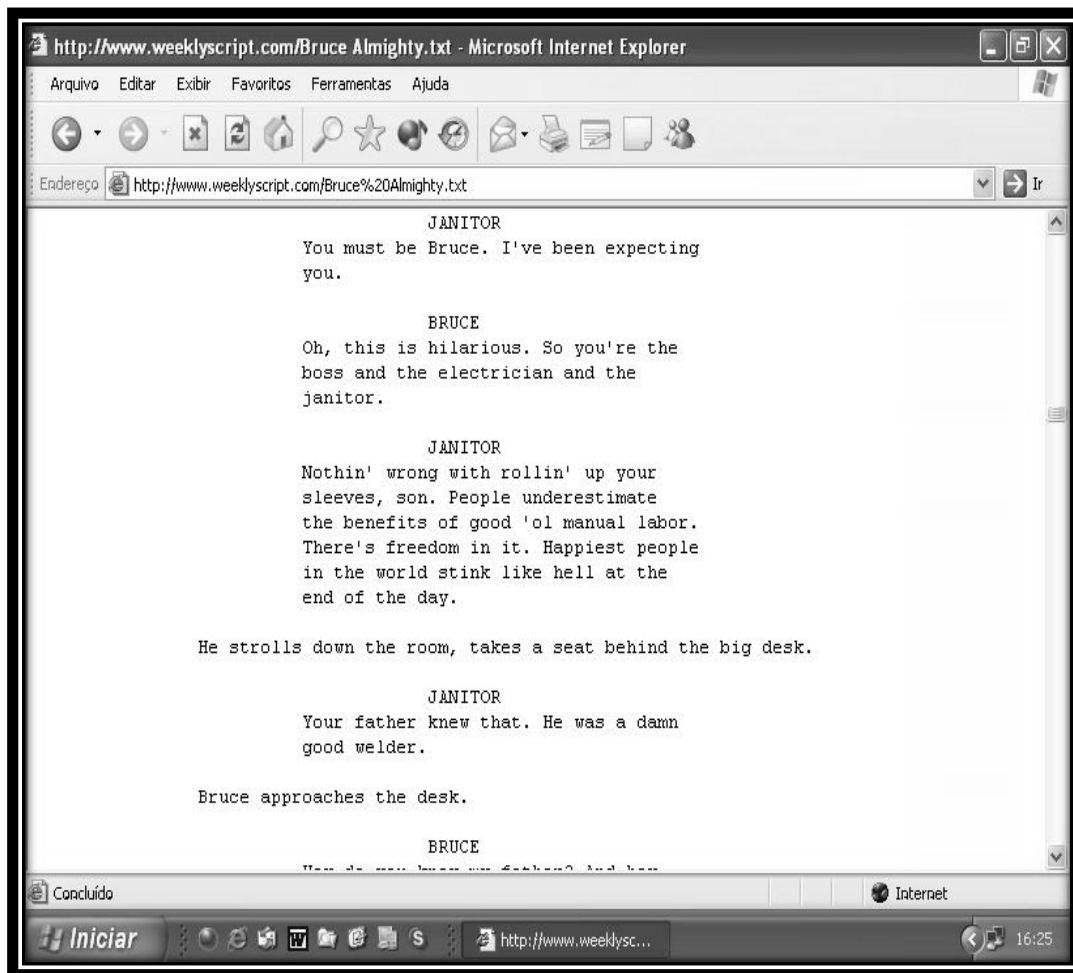 http://www.weeklyscript.com/Bruce Almighty.txt - Microsoft Internet Explorer
Arquivo Editar Exibir Favoritos Ferramentas Ajuda
Endereço http://www.weeklyscript.com/Bruce%20Almighty.txt Ir
JANITOR
You must be Bruce. I've been expecting
you.
BRUCE
Oh, this is hilarious. So you're the
boss and the electrician and the
janitor.
JANITOR
Nothin' wrong with rollin' up your
sleeves, son. People underestimate
the benefits of good 'ol manual labor.
There's freedom in it. Happiest people
in the world stink like hell at the
end of the day.
He strolls down the room, takes a seat behind the big desk.
JANITOR
Your father knew that. He was a damn
good welder.
Bruce approaches the desk.
BRUCE
Concluído Internet
Iniciar W S http://www.weeklysc... 16:25